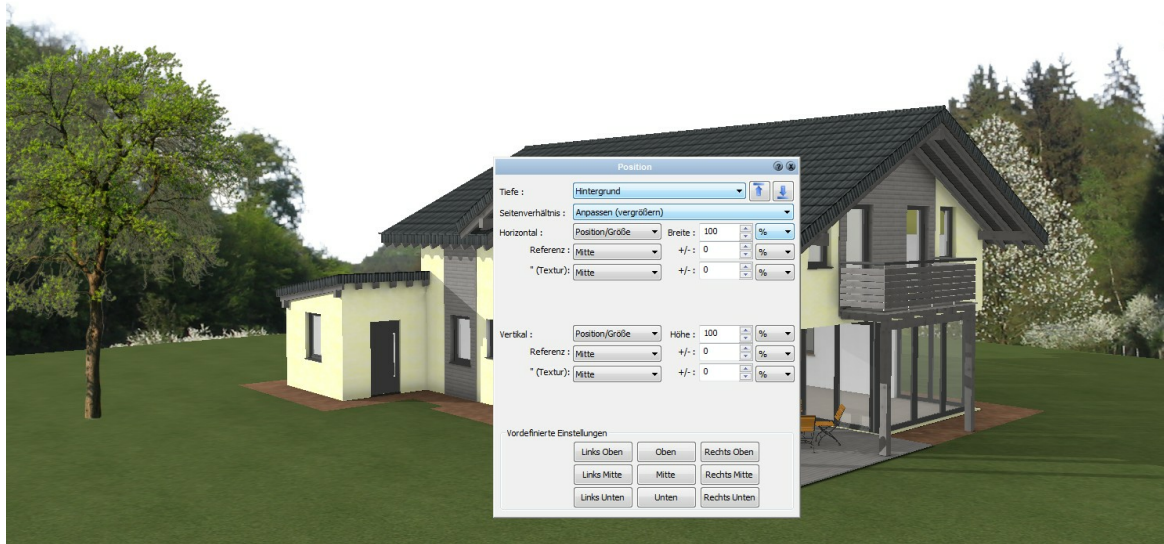 Position
Tiefe : Hintergrund
Seitenverhältnis : Anpassen (vergrößern)
Horizontal : Position/Größe Breite : 100 %
Referenz : Mitte +/- : 0 %
" (Textur): Mitte +/- : 0 %
Vertikal : Position/Größe Höhe : 100 %
Referenz : Mitte +/- : 0 %
" (Textur): Mitte +/- : 0 %
Vordefinierte Einstellungen
Links Oben Oben Rechts Oben
Links Mitte Mitte Rechts Mitte
Links Unten Unten Rechts Unten